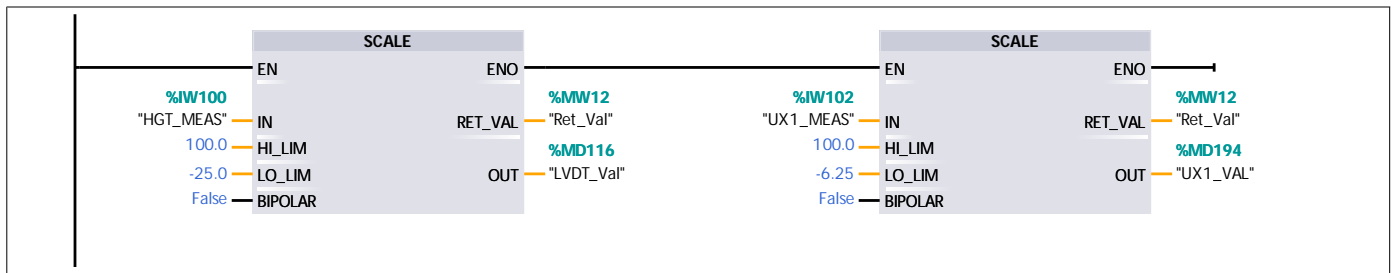 SCALE
EN ENO
%IW100 %MW12
"HGT_MEAS" IN RET_VAL "Ret_Val"
100.0 HI_LIM %MD116
-25.0 LO_LIM OUT "LVDT_Val"
False BIPOLAR
SCALE
EN ENO
%IW102 %MW12
"UX1_MEAS" IN RET_VAL "Ret_Val"
100.0 HI_LIM %MD194
-6.25 LO_LIM OUT "UX1_VAL"
False BIPOLAR